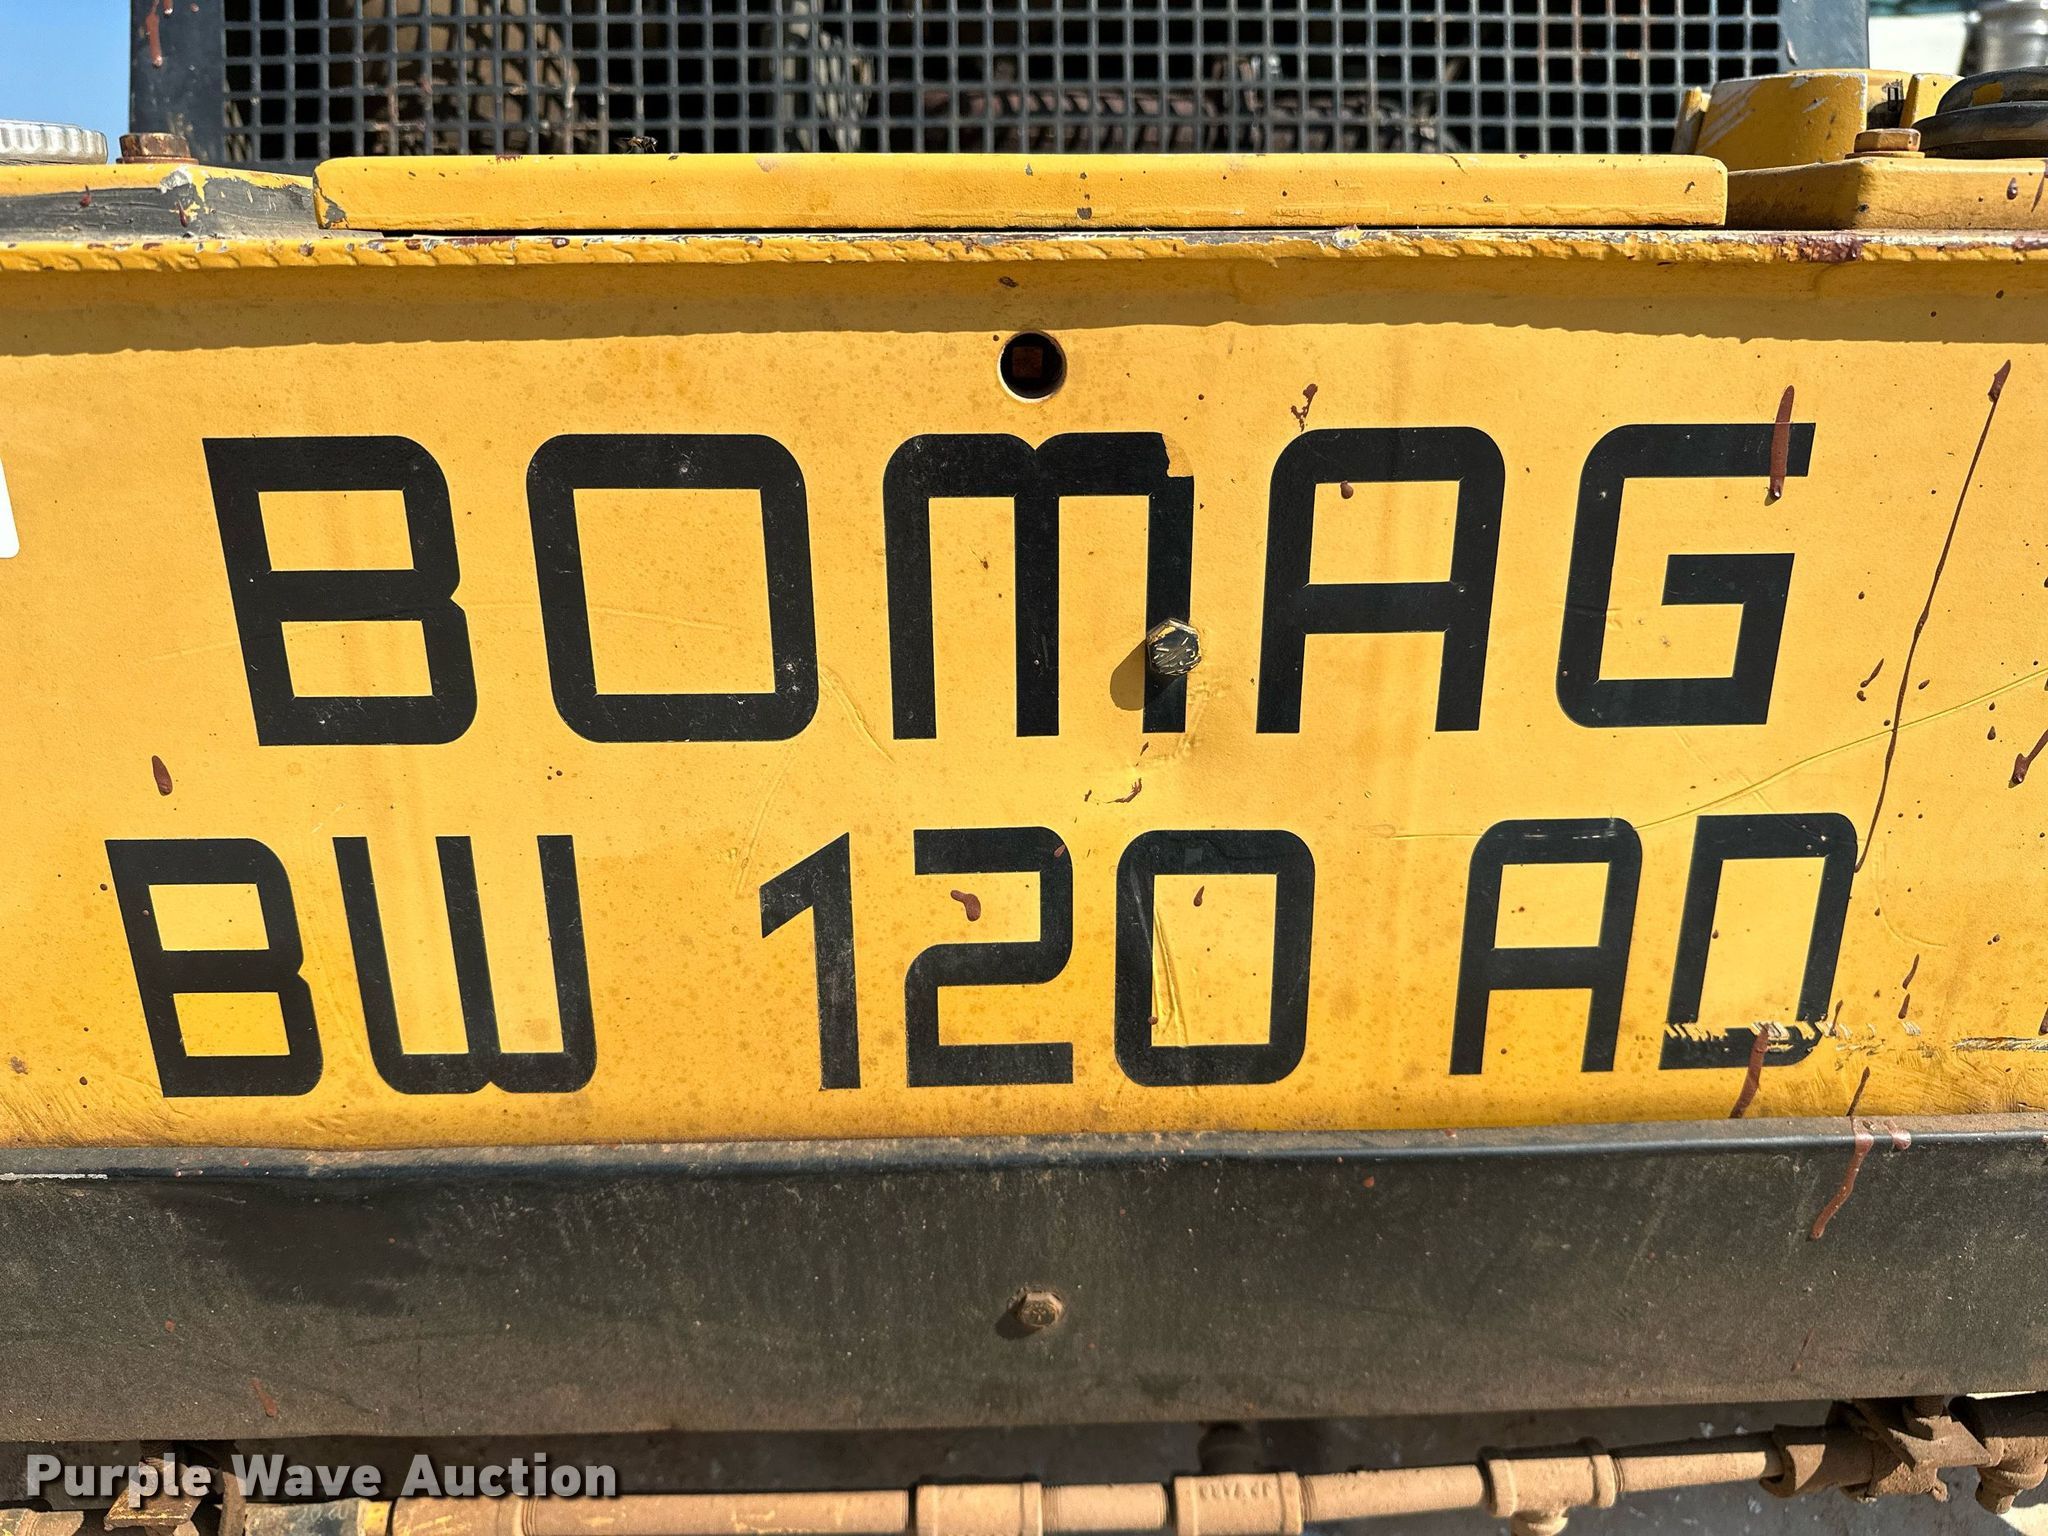 BOMAG
BW 120 AD
Purple Wave Auction